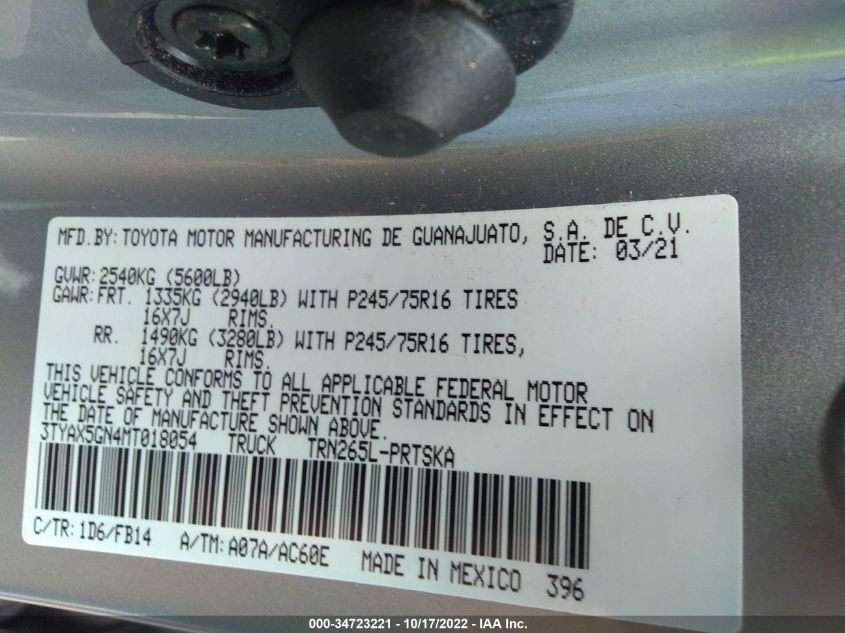 MFD.BY: TOYOTA MOTOR MANUFACTURING DE GUANAJUATO, S.A. DE C.V.
DATE: 03/21
GVWR: 2540KG (5600LB)
GAWR: FRT. 1335KG (2940LB) WITH P245/75R16 TIRES
16X7J RIMS.
RR. 1490KG (3280LB) WITH P245/75R16 TIRES,
16X7J RIMS.
THIS VEHICLE CONFORMS TO ALL APPLICABLE FEDERAL MOTOR
VEHICLE SAFETY AND THEFT PREVENTION STANDARDS IN EFFECT ON
THE DATE OF MANUFACTURE SHOWN ABOVE.
3TYAX5GN4MT018054 TRUCK TRN265L-PRTSKA
C/TR: 1D6/FB14 A/TM: A07A/AC60E MADE IN MEXICO 396
000-34723221 - 10/17/2022 - IAA Inc.